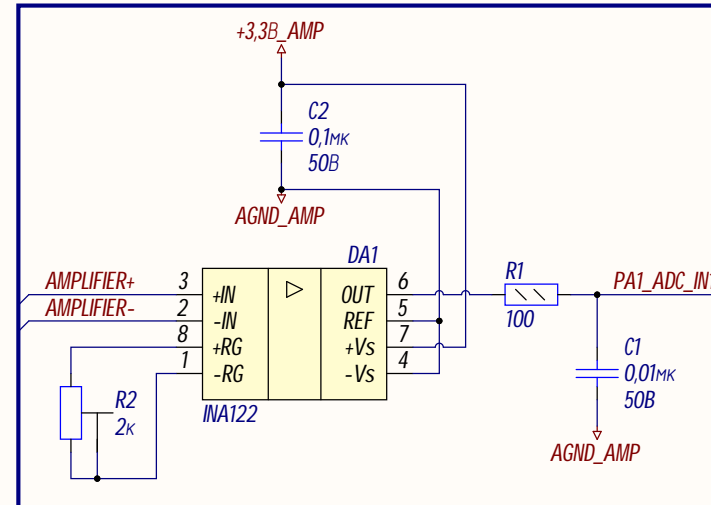 +3,3В_AMP
C2
0,1мк
50В
AGND_AMP
DA1
AMPLIFIER+ 3 +IN OUT 6
AMPLIFIER- 2 -IN REF 5
8 +RG +Vs 7
1 -RG -Vs 4
INA122
R1
100
PA1_ADC_IN1
C1
0,01мк
50В
AGND_AMP
R2
2к